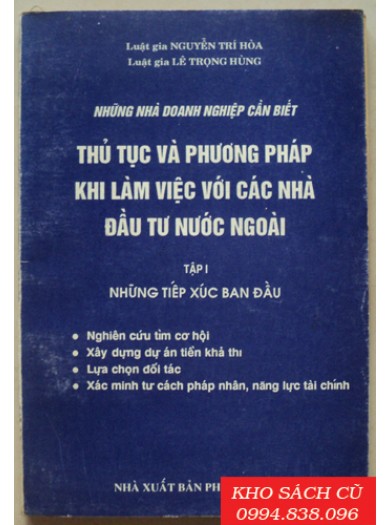 Luật gia NGUYỄN TRÍ HÒA
Luật gia LÊ TRỌNG HÙNG
NHỮNG NHÀ DOANH NGHIỆP CẦN BIẾT
THỦ TỤC VÀ PHƯƠNG PHÁP
KHI LÀM VIỆC VỚI CÁC NHÀ
ĐẦU TƯ NƯỚC NGOÀI
TẬP I
NHỮNG TIẾP XÚC BAN ĐẦU
• Nghiên cứu tìm cơ hội
• Xây dựng dự án tiền khả thi
• Lựa chọn đối tác
• Xác minh tư cách pháp nhân, năng lực tài chính
NHÀ XUẤT BẢN PH
KHO SÁCH CŨ
0994.838.096